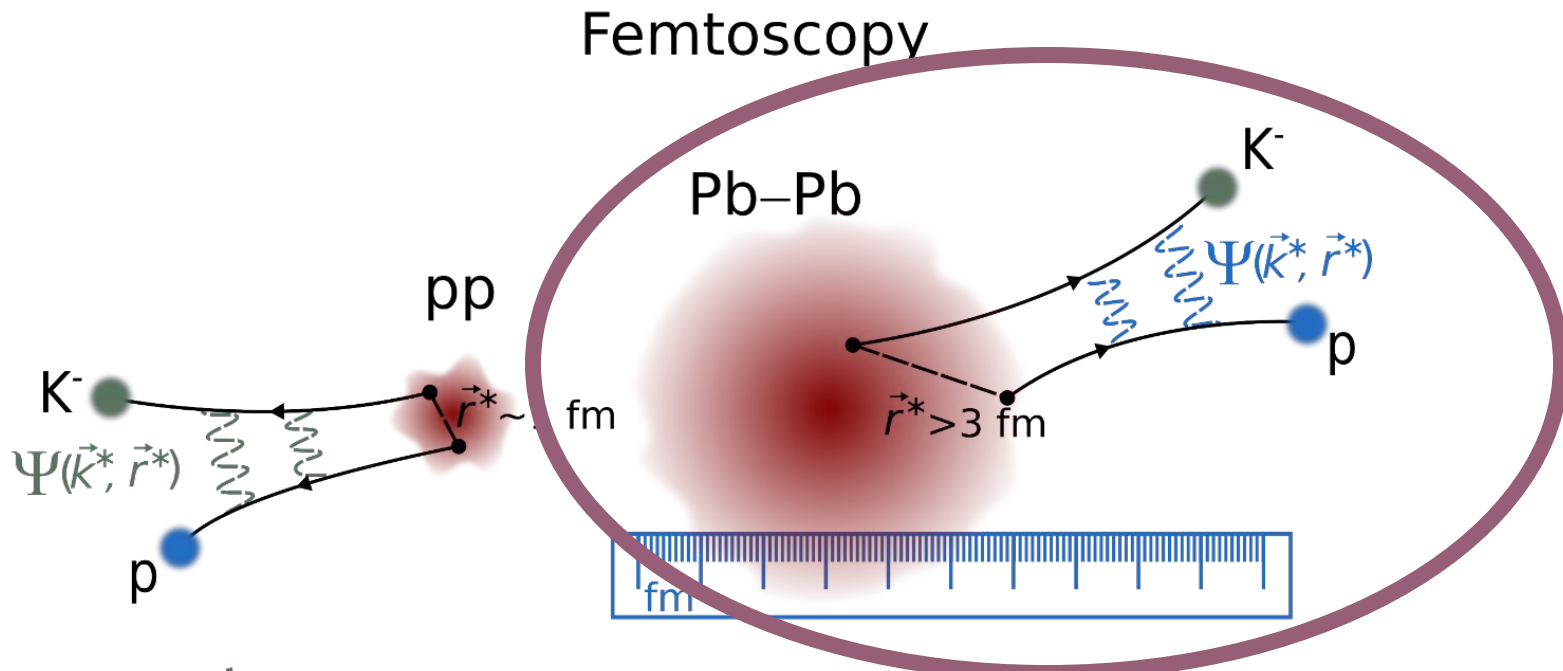 Femtoscopy
pp
K⁻
Ψ(k⃗*, r⃗*)
p
r⃗* ~ fm
Pb–Pb
K⁻
Ψ(k⃗*, r⃗*)
p
r⃗*>3 fm
fm